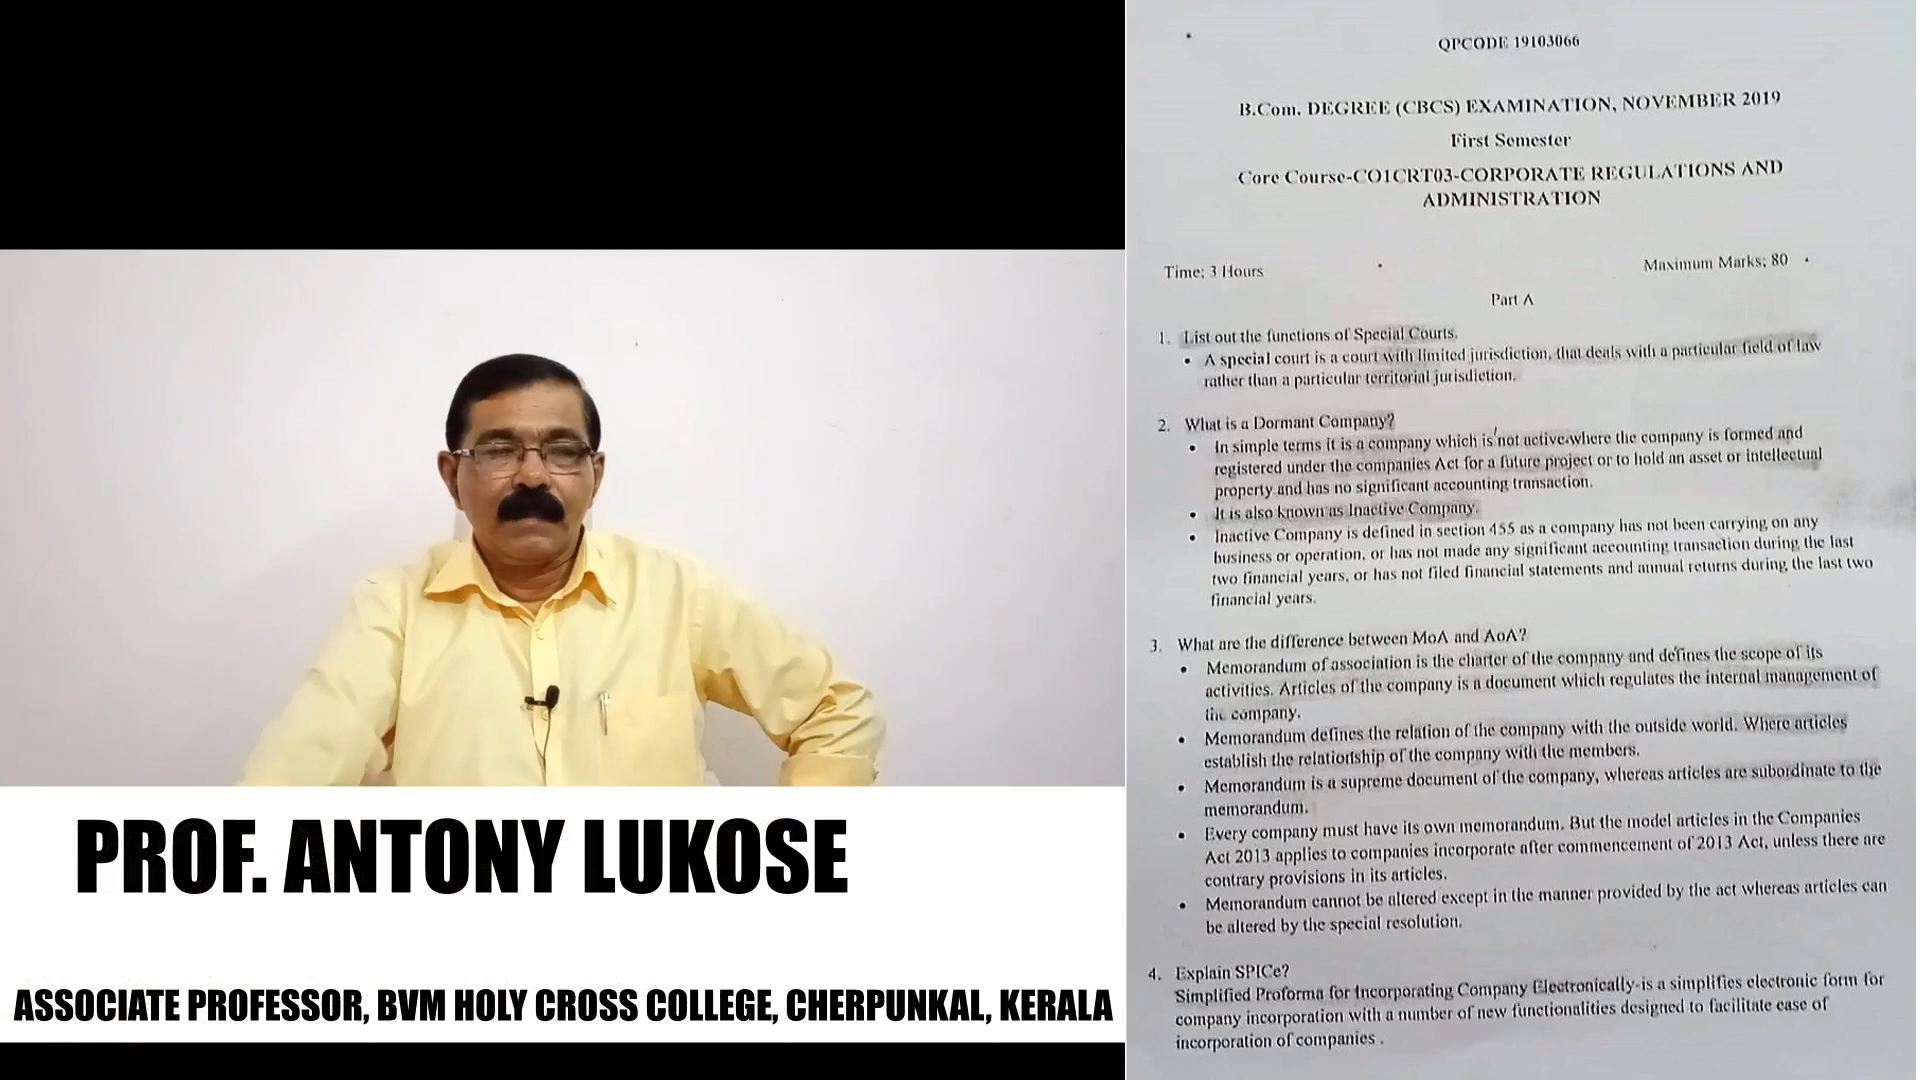 PROF. ANTONY LUKOSE
ASSOCIATE PROFESSOR, BVM HOLY CROSS COLLEGE, CHERPUNKAL, KERALA
QPCODE 19103066
B.Com. DEGREE (CBCS) EXAMINATION, NOVEMBER 2019
First Semester
Core Course-CO1CRT03-CORPORATE REGULATIONS AND
ADMINISTRATION
Time; 3 Hours
Maximum Marks; 80
Part A
1. List out the functions of Special Courts.
• A special court is a court with limited jurisdiction, that deals with a particular field of law
rather than a particular territorial jurisdiction.
2. What is a Dormant Company?
• In simple terms it is a company which is not active where the company is formed and
registered under the companies Act for a future project or to hold an asset or intellectual
property and has no significant accounting transaction.
• It is also known as Inactive Company.
• Inactive Company is defined in section 455 as a company has not been carrying on any
business or operation, or has not made any significant accounting transaction during the last
two financial years, or has not filed financial statements and annual returns during the last two
financial years.
3. What are the difference between MoA and AoA?
• Memorandum of association is the charter of the company and defines the scope of its
activities. Articles of the company is a document which regulates the internal management of
the company.
• Memorandum defines the relation of the company with the outside world. Where articles
establish the relationship of the company with the members.
• Memorandum is a supreme document of the company, whereas articles are subordinate to the
memorandum.
• Every company must have its own memorandum. But the model articles in the Companies
Act 2013 applies to companies incorporate after commencement of 2013 Act, unless there are
contrary provisions in its articles.
• Memorandum cannot be altered except in the manner provided by the act whereas articles can
be altered by the special resolution.
4. Explain SPICe?
Simplified Proforma for Incorporating Company Electronically-is a simplifies electronic form for
company incorporation with a number of new functionalities designed to facilitate ease of
incorporation of companies .